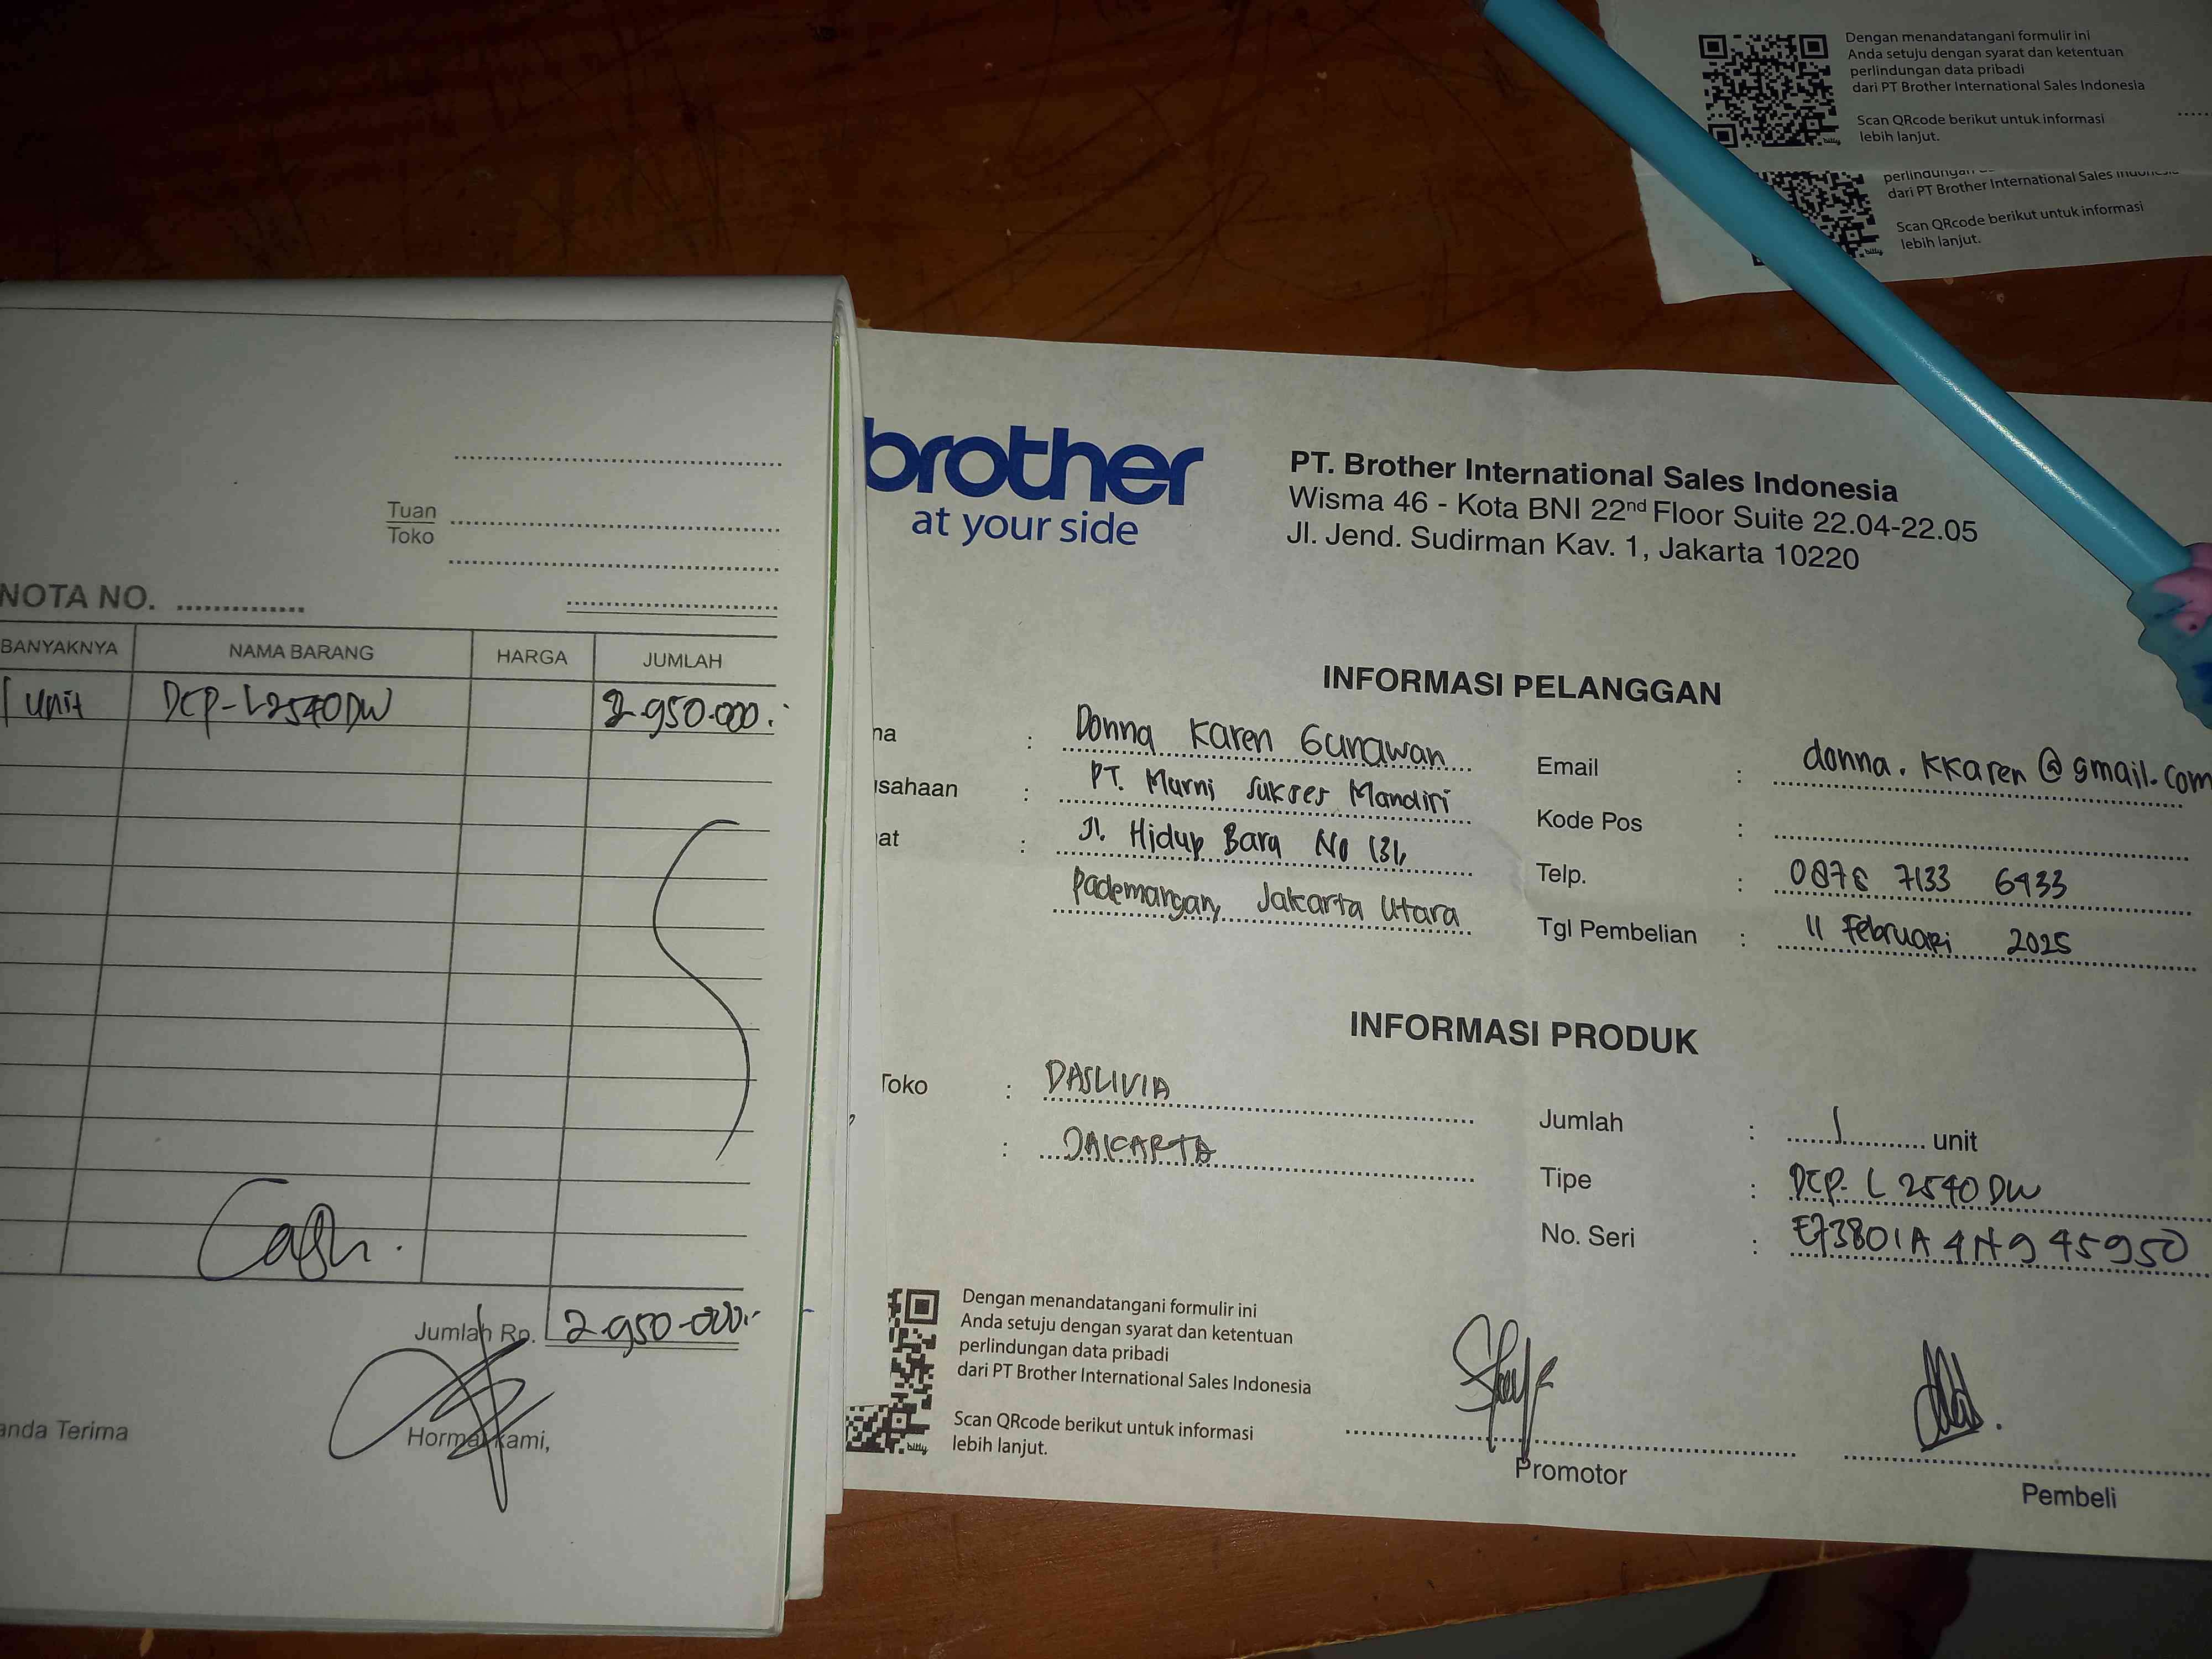 Dengan menandatangani formulir ini
Anda setuju dengan syarat dan ketentuan
perlindungan data pribadi
dari PT Brother International Sales Indonesia
Scan QRcode berikut untuk informasi
lebih lanjut.
dari PT Brother International Sales
Scan QRcode berikut untuk informasi
lebih lanjut.
Tuan
Toko
NOTA NO.
BANYAKNYA NAMA BARANG HARGA JUMLAH
1 Unit DCP-L2540DW 2.950.000.-
Cash.
Jumlah Rp. 2.950.000.-
anda Terima Hormat kami,
brother
at your side
PT. Brother International Sales Indonesia
Wisma 46 - Kota BNI 22nd Floor Suite 22.04-22.05
Jl. Jend. Sudirman Kav. 1, Jakarta 10220
INFORMASI PELANGGAN
na : Donna Karen Gunawan
usahaan : PT. Murni Sukses Mandiri
at : Jl. Hidup Baru No 131,
Pademangan, Jakarta Utara
Email : donna.kkaren@gmail.com
Kode Pos :
Telp. : 0878 7133 6433
Tgl Pembelian : 11 Februari 2025
INFORMASI PRODUK
Toko : DASLIVIA
: JAKARTA
Jumlah : 1 unit
Tipe : DCP-L2540DW
No. Seri : E73801A4N945950
Dengan menandatangani formulir ini
Anda setuju dengan syarat dan ketentuan
perlindungan data pribadi
dari PT Brother International Sales Indonesia
Scan QRcode berikut untuk informasi
lebih lanjut.
Promotor
Pembeli